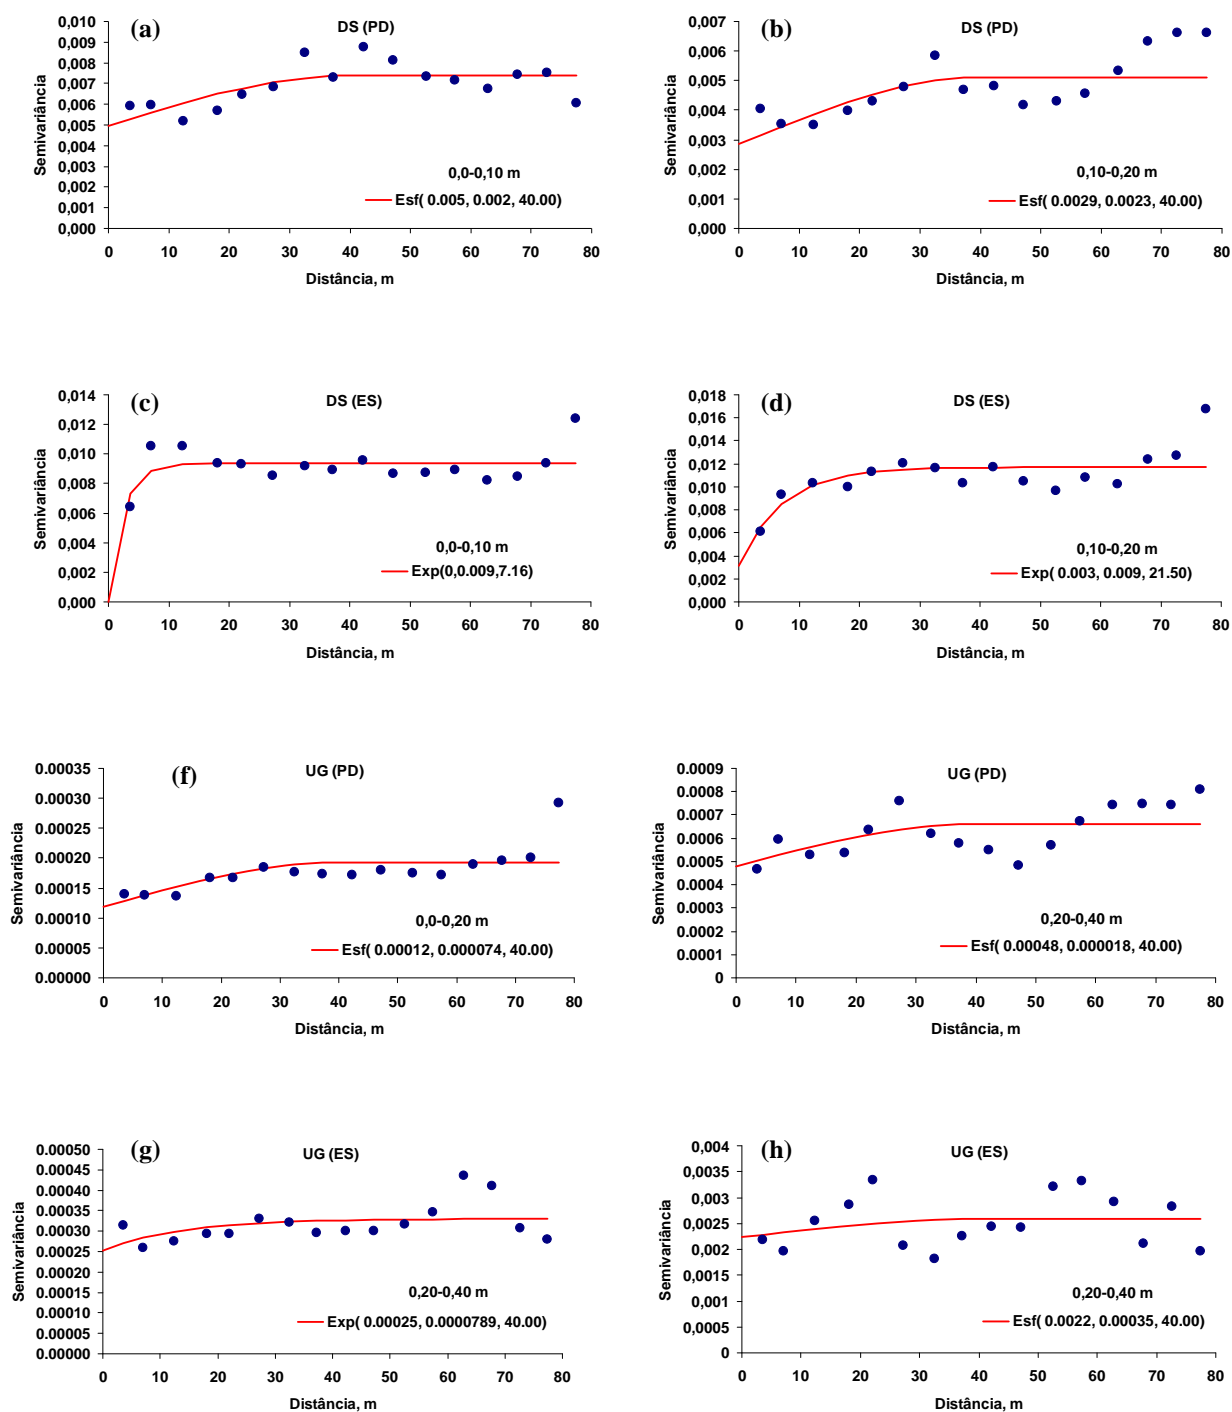 (a) DS (PD)
0,010
0,009
0,008
0,007
0,006
0,005
0,004
0,003
0,002
0,001
0,000
Semivariância
0,0-0,10 m
Esf( 0.005, 0.002, 40.00)
0 10 20 30 40 50 60 70 80
Distância, m
(b) DS (PD)
0,007
0,006
0,005
0,004
0,003
0,002
0,001
0,000
Semivariância
0,10-0,20 m
Esf( 0.0029, 0.0023, 40.00)
0 10 20 30 40 50 60 70 80
Distância, m
(c) DS (ES)
0,014
0,012
0,010
0,008
0,006
0,004
0,002
0,000
Semivariância
0,0-0,10 m
Exp(0,0.009,7.16)
0 10 20 30 40 50 60 70 80
Distância, m
(d) DS (ES)
0,018
0,016
0,014
0,012
0,010
0,008
0,006
0,004
0,002
0,000
Semivariância
0,10-0,20 m
Exp( 0.003, 0.009, 21.50)
0 10 20 30 40 50 60 70 80
Distância, m
(f) UG (PD)
0.00035
0.00030
0.00025
0.00020
0.00015
0.00010
0.00005
0.00000
Semivariância
0,0-0,20 m
Esf( 0.00012, 0.000074, 40.00)
0 10 20 30 40 50 60 70 80
Distância, m
UG (PD)
0.0009
0.0008
0.0007
0.0006
0.0005
0.0004
0.0003
0.0002
0.0001
0
Semivariância
0,20-0,40 m
Esf( 0.00048, 0.000018, 40.00)
0 10 20 30 40 50 60 70 80
Distância, m
(g) UG (ES)
0.00050
0.00045
0.00040
0.00035
0.00030
0.00025
0.00020
0.00015
0.00010
0.00005
0.00000
Semivariância
0,20-0,40 m
Exp( 0.00025, 0.0000789, 40.00)
0 10 20 30 40 50 60 70 80
Distância, m
(h) UG (ES)
0,004
0,0035
0,003
0,0025
0,002
0,0015
0,001
0,0005
0
Semivariância
0,20-0,40 m
Esf( 0.0022, 0.00035, 40.00)
0 10 20 30 40 50 60 70 80
Distância, m